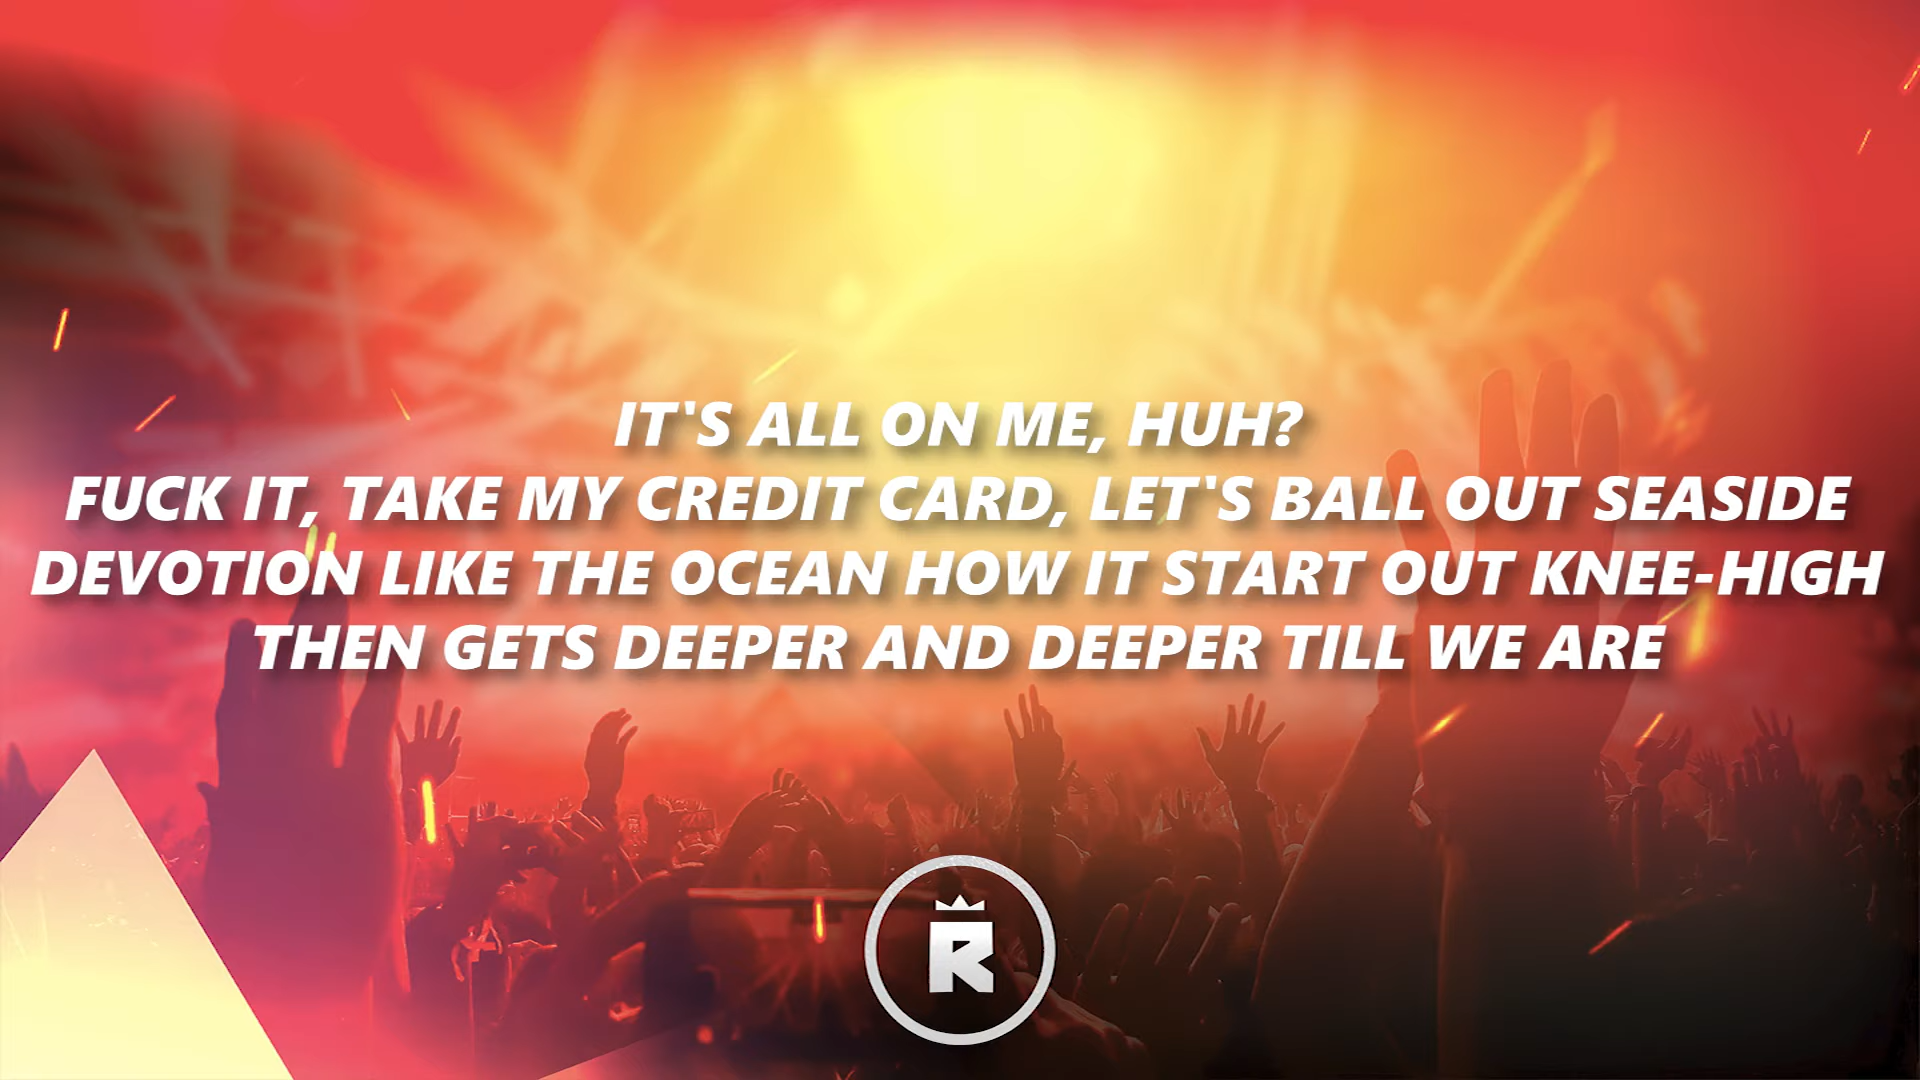 IT'S ALL ON ME, HUH?
FUCK IT, TAKE MY CREDIT CARD, LET'S BALL OUT SEASIDE
DEVOTION LIKE THE OCEAN HOW IT START OUT KNEE-HIGH
THEN GETS DEEPER AND DEEPER TILL WE ARE
R